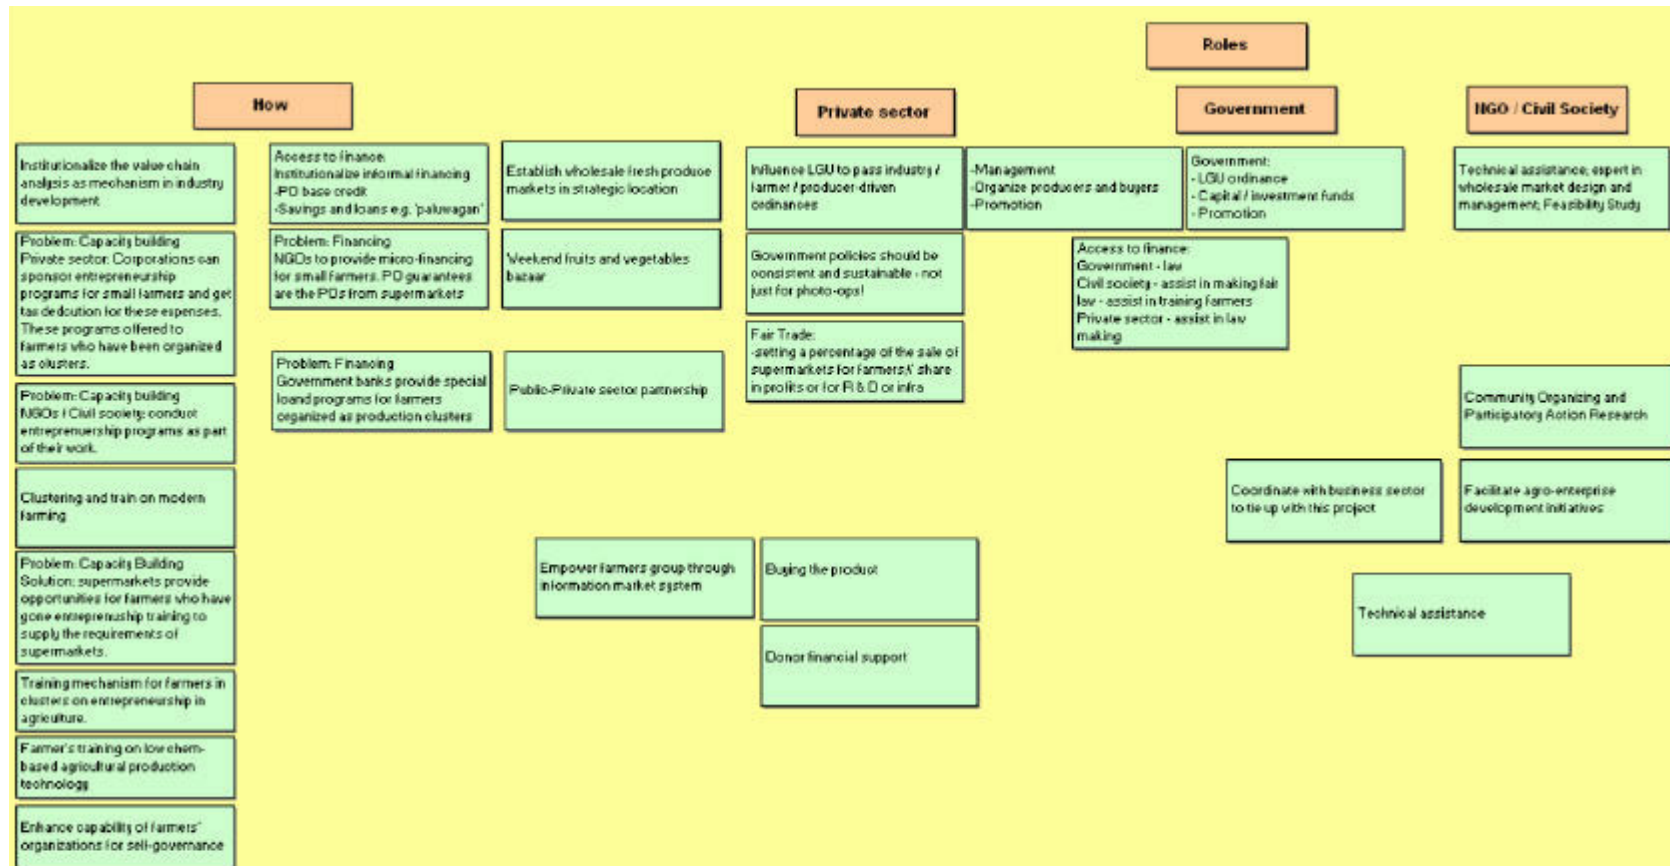 Roles
How
Private sector
Government
NGO / Civil Society
Institutionalize the value chain
analysis as mechanism in industry
development
Problem: Capacity building
Private sector: Corporations can
sponsor entrepreneurship
programs for small farmers and get
tax dedcution for these expenses.
These programs offered to
farmers who have been organized
as clusters.
Problem: Capacity building
NGOs / Civil society: conduct
entreprenuership programs as part
of their work.
Clustering and train on modern
farming
Problem: Capacity Building
Solution: supermarkets provide
opportunities for farmers who have
gone entreprenuship training to
supply the requirements of
supermarkets.
Training mechanism for farmers in
clusters on entrepreneurship in
agriculture.
Farmer's training on low chem-
based agricultural production
technology
Enhance capability of farmers'
organizations for self-governance
Access to finance:
Institutionalize informal financing
-PO base credit
-Savings and loans e.g. 'paluwagan'
Problem: Financing
NGOs to provide micro-financing
for small farmers. PO guarantees
are the POs from supermarkets
Problem: Financing
Government banks provide special
loand programs for farmers
organized as production clusters
Establish wholesale fresh produce
markets in strategic location
Weekend fruits and vegetables
bazaar
Public-Private sector partnership
Empower farmers group through
information market system
Influence LGU to pass industry /
farmer / producer-driven
ordinances
Government policies should be
consistent and sustainable - not
just for photo-ops!
Fair Trade:
-setting a percentage of the sale of
supermarkets for farmers/' share
in profits or for R & D or infra
Buying the product
Donor financial support
-Management
-Organize producers and buyers
-Promotion
Government:
- LGU ordinance
- Capital / investment funds
- Promotion
Access to finance:
Government - law
Civil society - assist in making fair
law - assist in training farmers
Private sector - assist in law
making
Coordinate with business sector
to tie up with this project
Technical assistance
Technical assistance; expert in
wholesale market design and
management; Feasibility Study
Community Organizing and
Participatory Action Research
Facilitate agro-enterprise
development initiatives